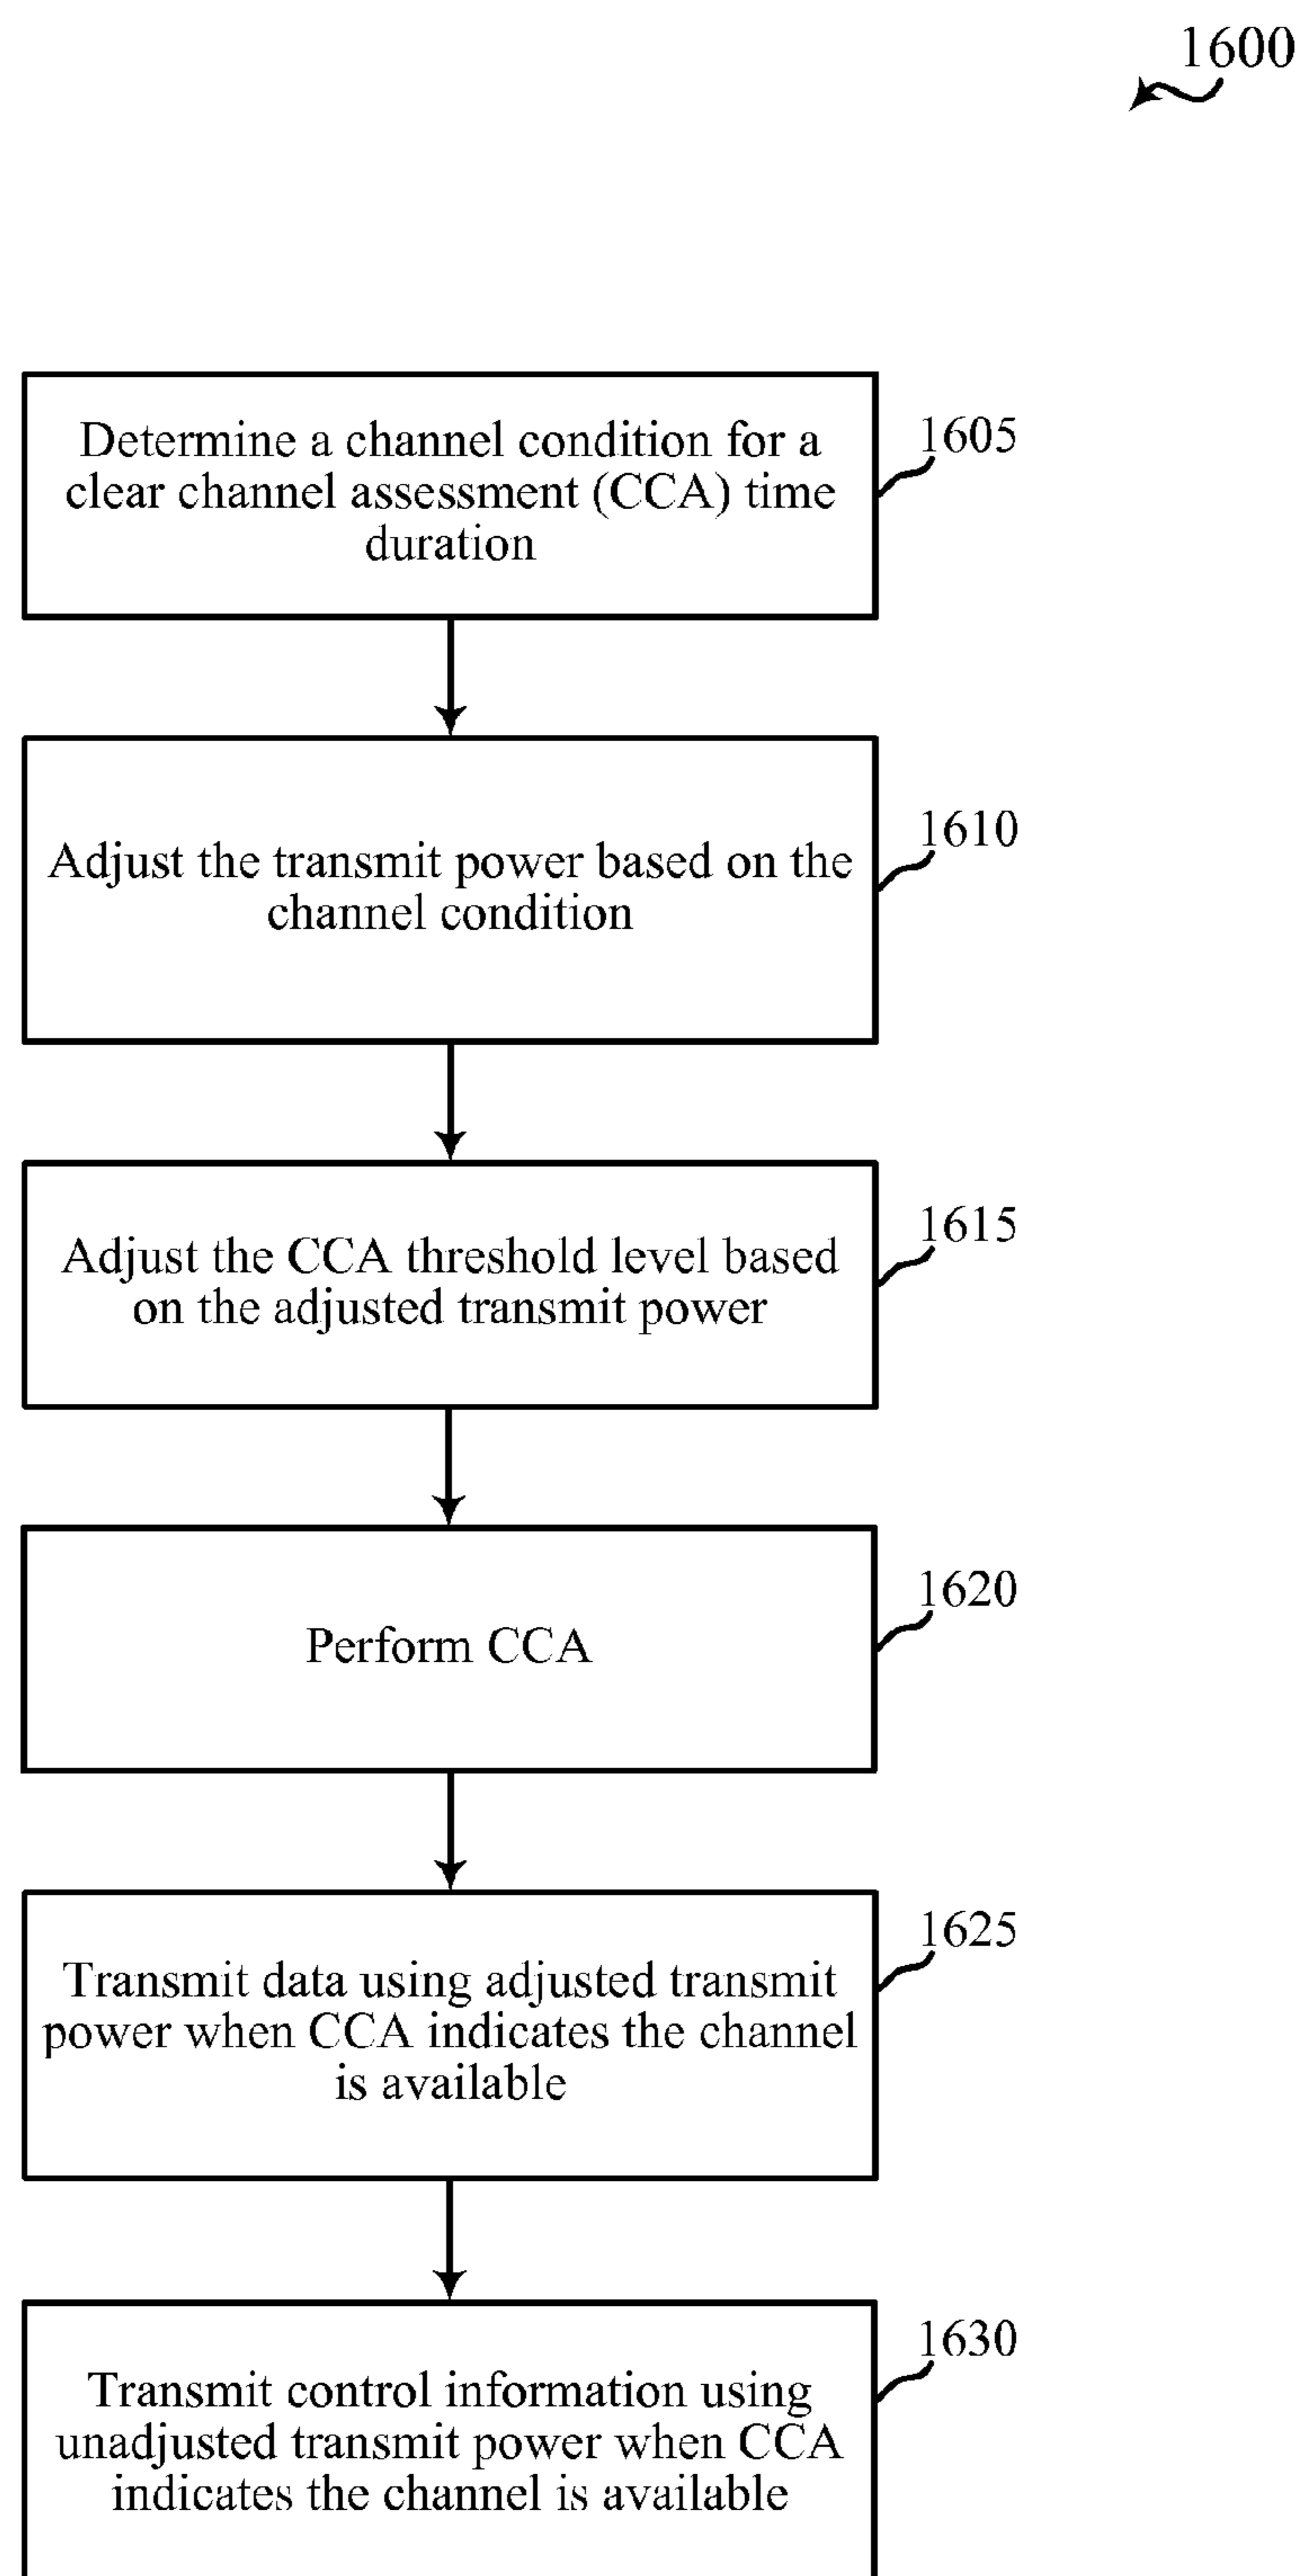 1600
Determine a channel condition for a
clear channel assessment (CCA) time
duration
1605
Adjust the transmit power based on the
channel condition
1610
Adjust the CCA threshold level based
on the adjusted transmit power
1615
Perform CCA
1620
Transmit data using adjusted transmit
power when CCA indicates the channel
is available
1625
Transmit control information using
unadjusted transmit power when CCA
indicates the channel is available
1630